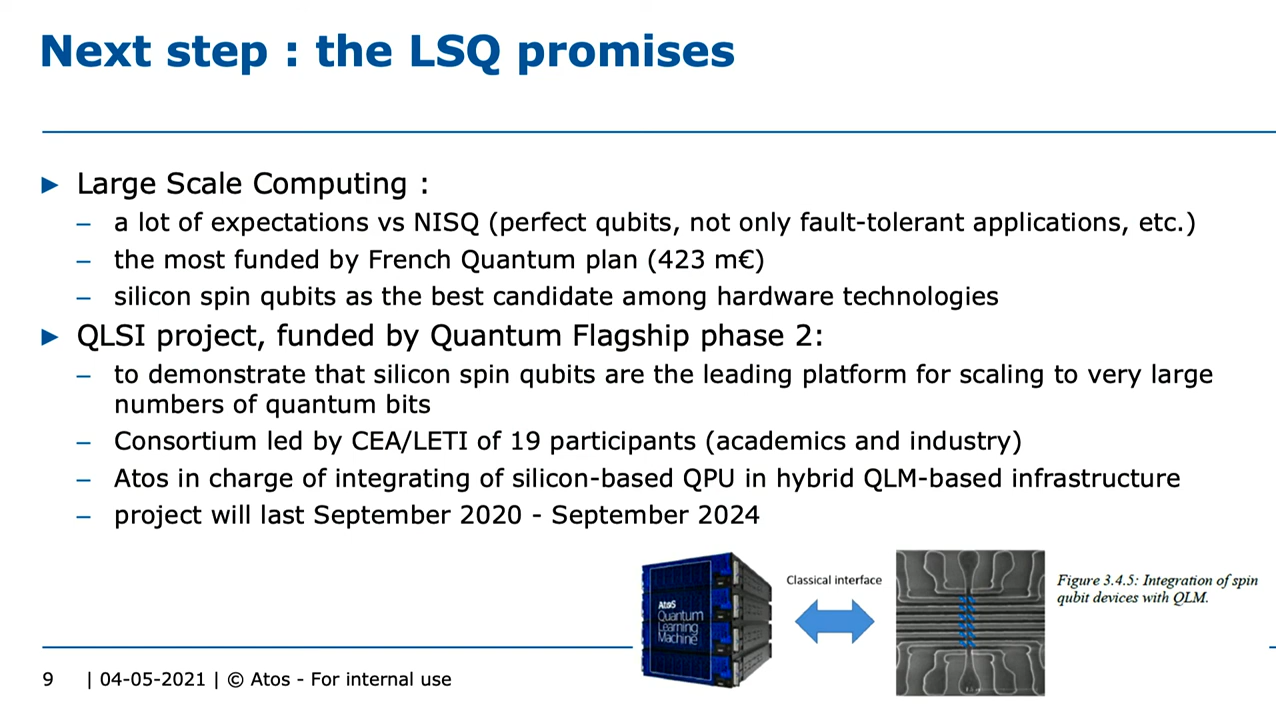 Next step : the LSQ promises
► Large Scale Computing :
– a lot of expectations vs NISQ (perfect qubits, not only fault-tolerant applications, etc.)
– the most funded by French Quantum plan (423 m€)
– silicon spin qubits as the best candidate among hardware technologies
► QLSI project, funded by Quantum Flagship phase 2:
– to demonstrate that silicon spin qubits are the leading platform for scaling to very large
numbers of quantum bits
– Consortium led by CEA/LETI of 19 participants (academics and industry)
– Atos in charge of integrating of silicon-based QPU in hybrid QLM-based infrastructure
– project will last September 2020 - September 2024
Atos
Quantum
Learning
Machine
Classical interface
Figure 3.4.5: Integration of spin
qubit devices with QLM.
9 | 04-05-2021 | © Atos - For internal use